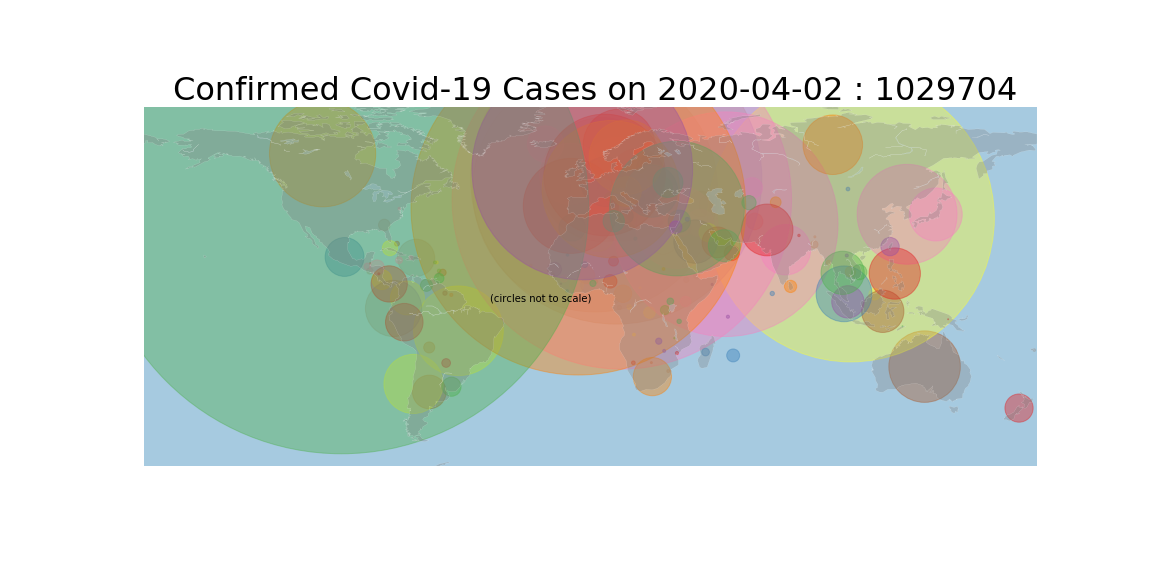 Confirmed Covid-19 Cases on 2020-04-02 : 1029704
(circles not to scale)